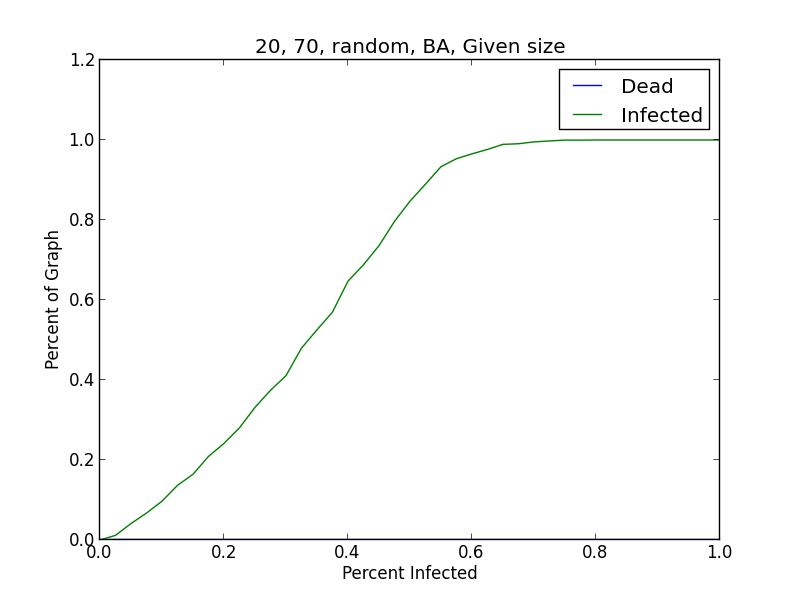 20, 70, random, BA, Given size
Dead
Infected
1.2
1.0
0.8
0.6
0.4
0.2
0.0
Percent of Graph
0.0 0.2 0.4 0.6 0.8 1.0
Percent Infected